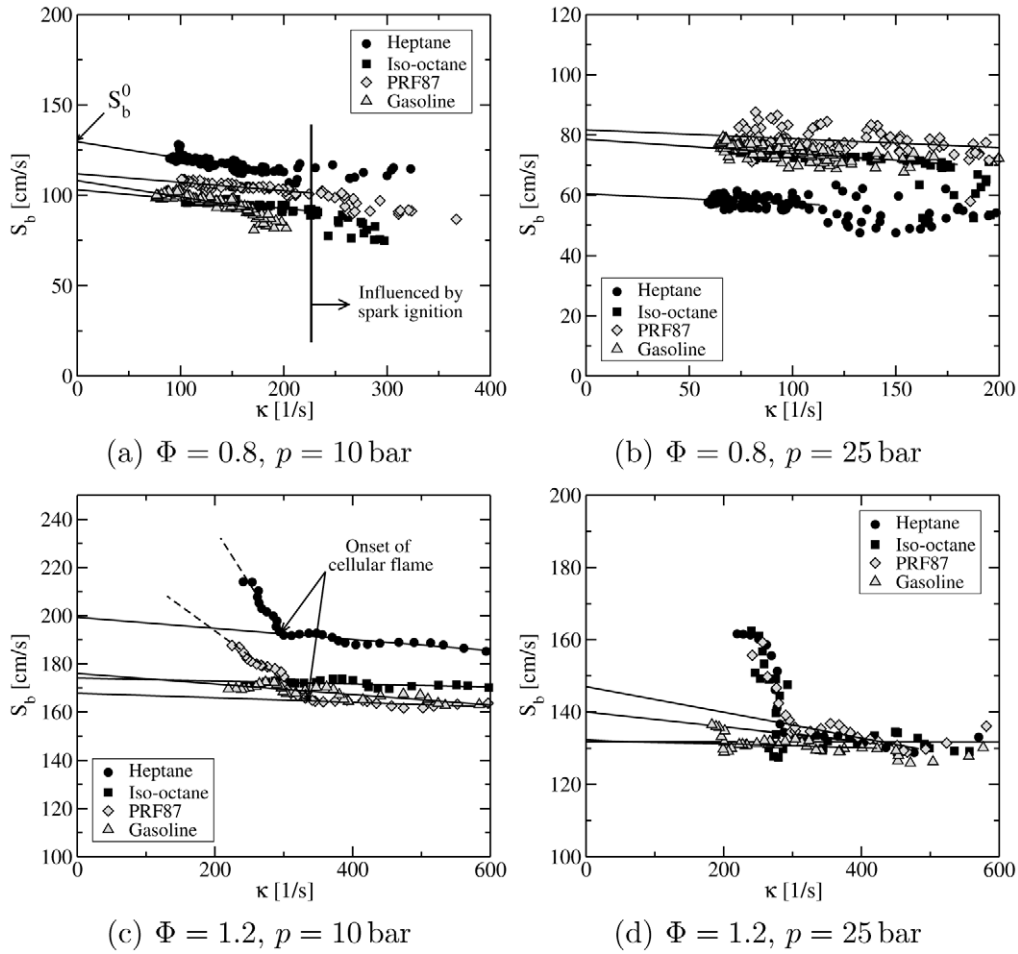 200
150
100
50
0
S_b [cm/s]
S_b^0
Heptane
Iso-octane
PRF87
Gasoline
Influenced by
spark ignition
0 100 200 300 400
κ [1/s]
(a) Φ = 0.8, p = 10 bar
120
100
80
60
40
20
0
S_b [cm/s]
Heptane
Iso-octane
PRF87
Gasoline
0 50 100 150 200
κ [1/s]
(b) Φ = 0.8, p = 25 bar
240
220
200
180
160
140
120
100
S_b [cm/s]
Onset of
cellular flame
Heptane
Iso-octane
PRF87
Gasoline
0 200 400 600
κ [1/s]
(c) Φ = 1.2, p = 10 bar
200
180
160
140
120
100
S_b [cm/s]
Heptane
Iso-octane
PRF87
Gasoline
0 200 400 600
κ [1/s]
(d) Φ = 1.2, p = 25 bar